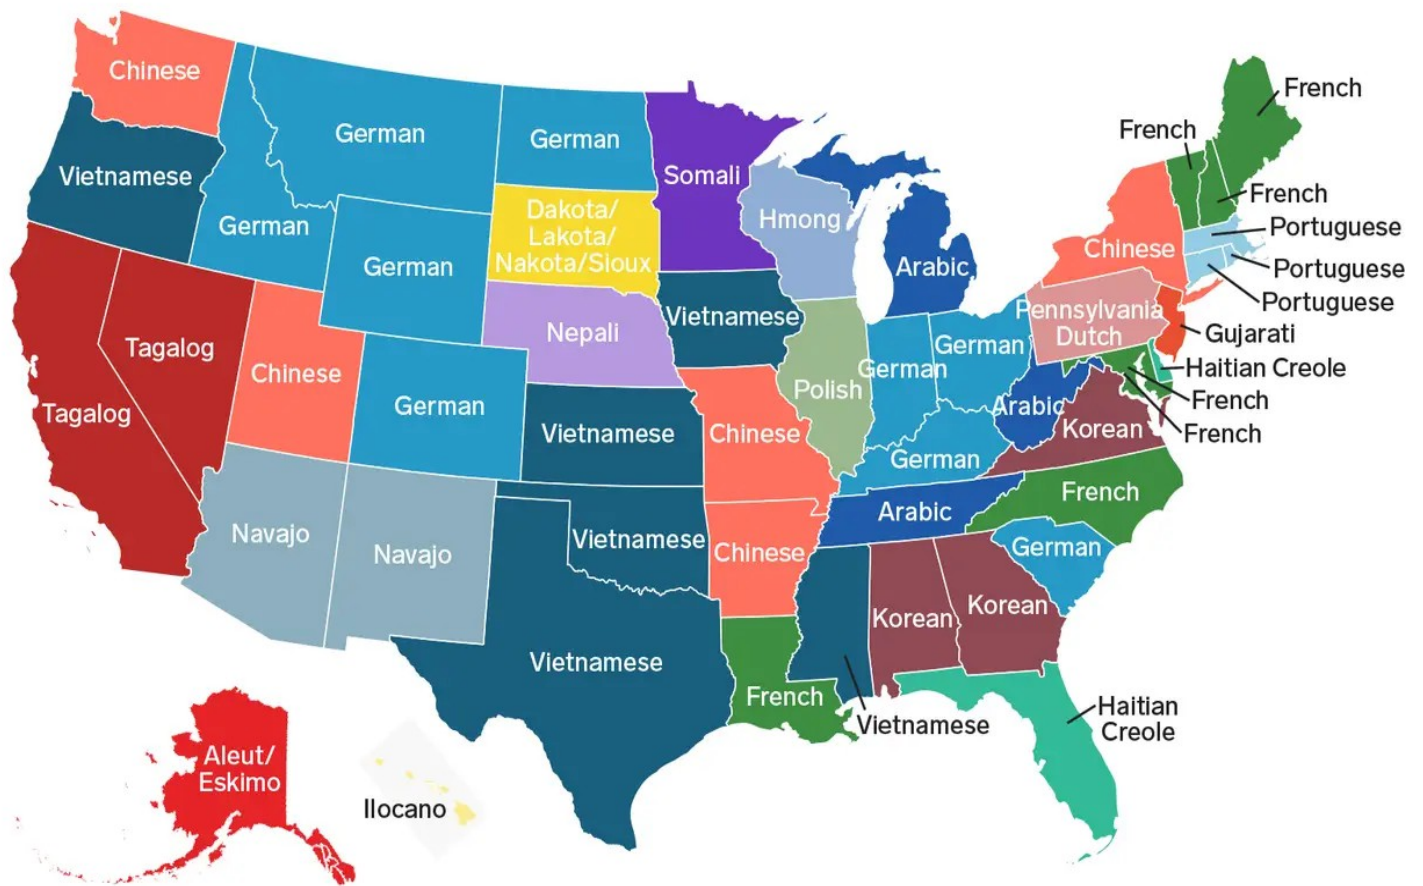 Chinese
French
German
German
French
Vietnamese
Somali
French
Dakota/
Lakota/
Nakota/Sioux
Hmong
German
Portuguese
Chinese
German
Arabic
Portuguese
Portuguese
Pennsylvania
Dutch
Vietnamese
Nepali
Gujarati
Tagalog
German
German
Haitian Creole
Chinese
Polish
French
German
Arabic
Tagalog
Vietnamese
Chinese
Korean
French
German
French
Arabic
Navajo
Vietnamese
German
Navajo
Chinese
Korean
Korean
Vietnamese
French
Haitian
Creole
Vietnamese
Aleut/
Eskimo
Ilocano